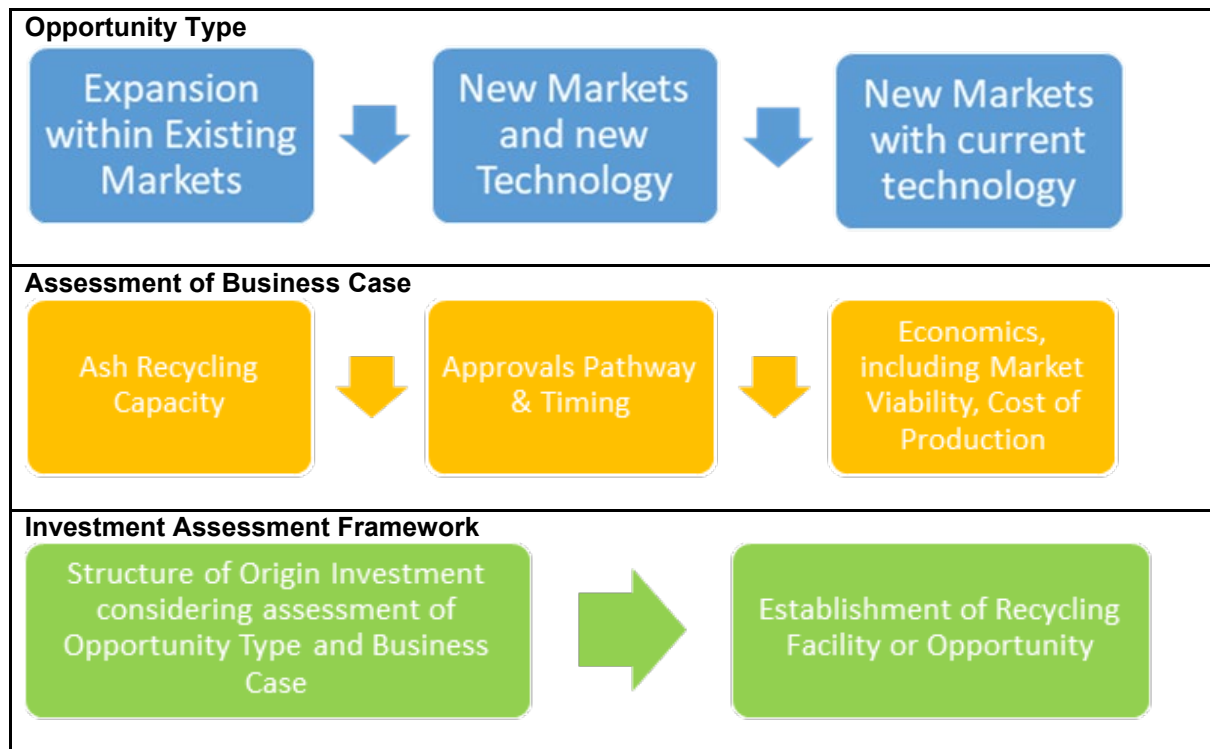 Opportunity Type
Expansion
within Existing
Markets
New Markets
and new
Technology
New Markets
with current
technology
Assessment of Business Case
Ash Recycling
Capacity
Approvals Pathway
& Timing
Economics,
including Market
Viability, Cost of
Production
Investment Assessment Framework
Structure of Origin Investment
considering assessment of
Opportunity Type and Business
Case
Establishment of Recycling
Facility or Opportunity